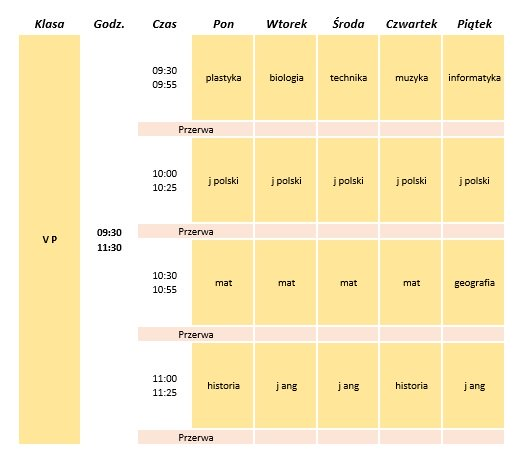 Klasa Godz. Czas Pon Wtorek Środa Czwartek Piątek
09:30
09:55
plastyka biologia technika muzyka informatyka
Przerwa
10:00
10:25
j polski j polski j polski j polski j polski
Przerwa
V P
09:30
11:30
10:30
10:55
mat mat mat mat geografia
Przerwa
11:00
11:25
historia j ang j ang historia j ang
Przerwa